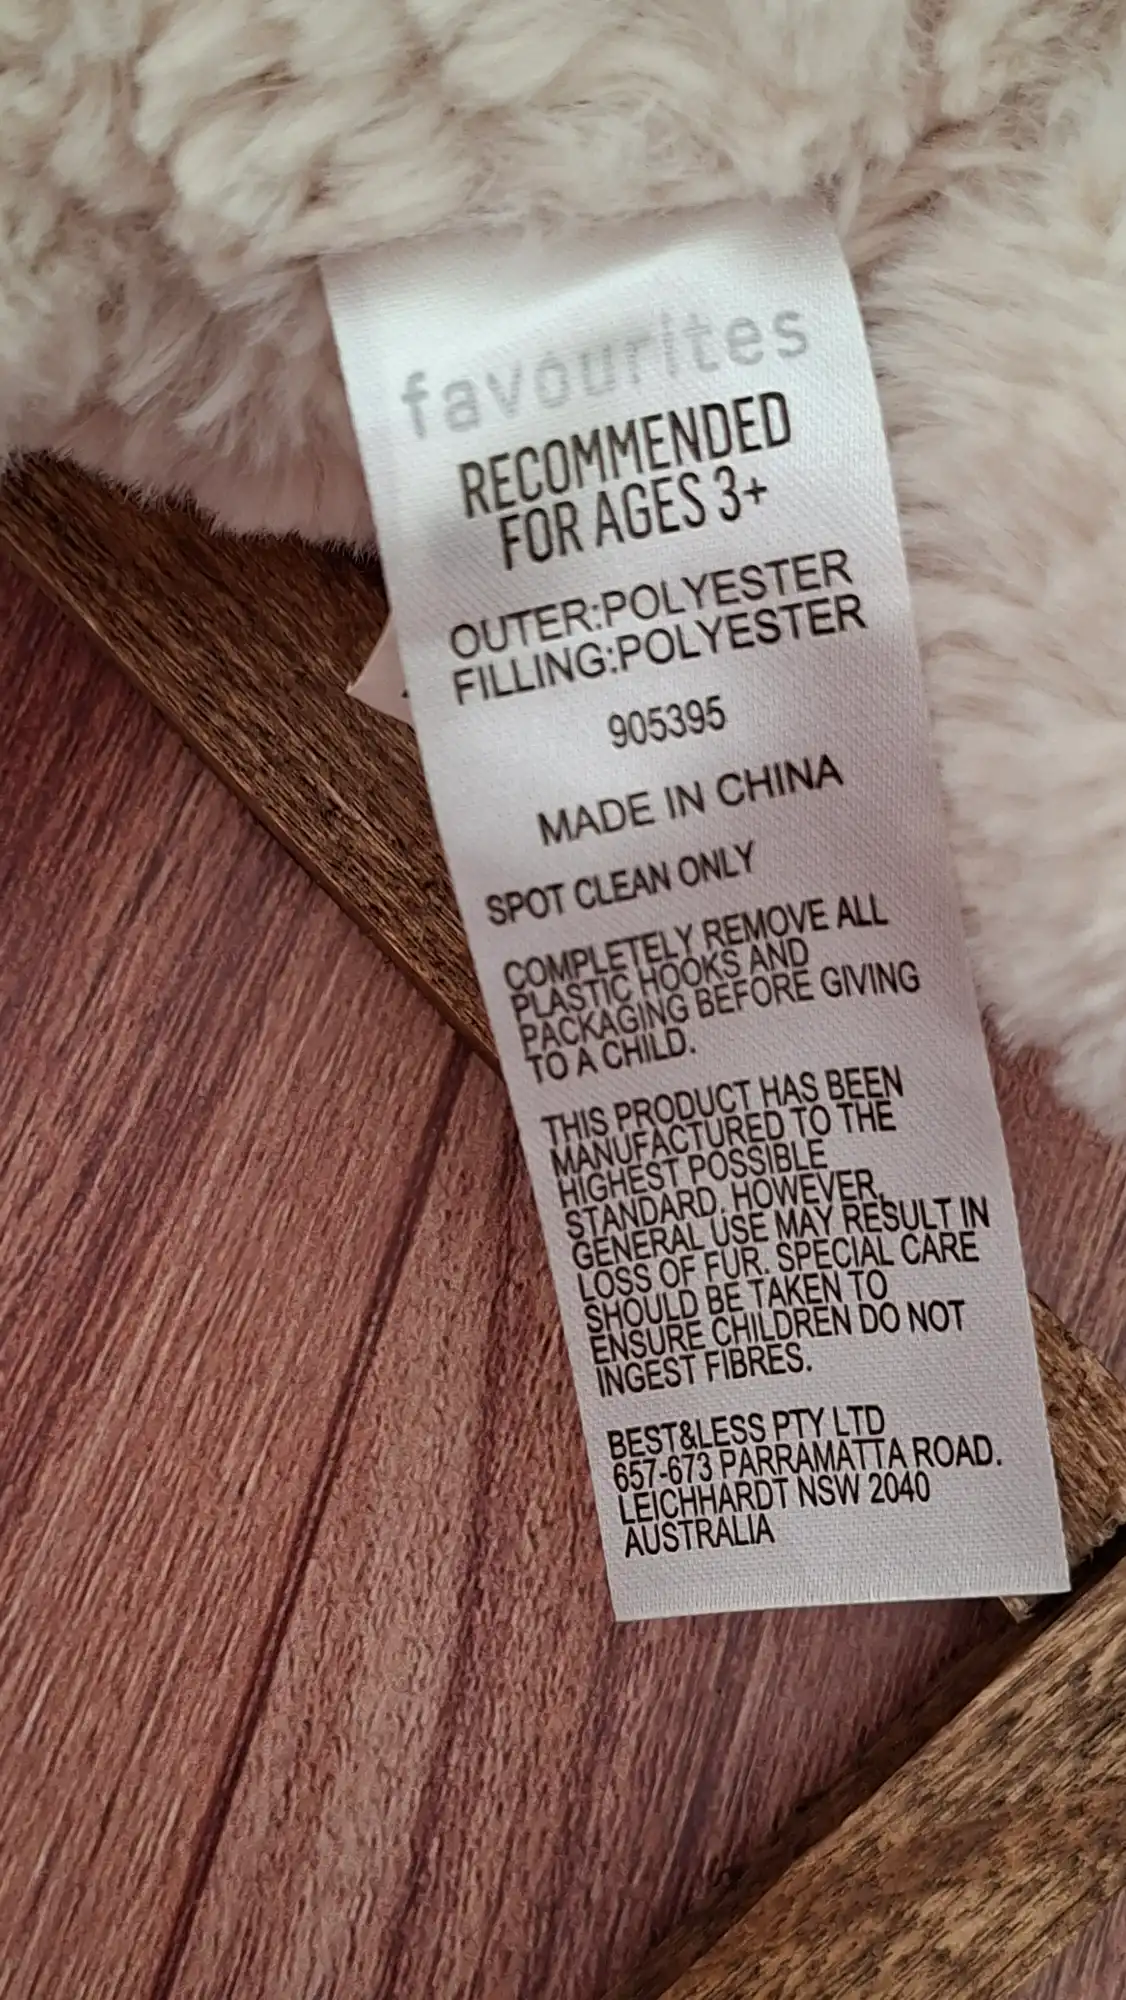 favourites
RECOMMENDED
FOR AGES 3+
OUTER:POLYESTER
FILLING:POLYESTER
905395
MADE IN CHINA
SPOT CLEAN ONLY
COMPLETELY REMOVE ALL
PLASTIC HOOKS AND
PACKAGING BEFORE GIVING
TO A CHILD.
THIS PRODUCT HAS BEEN
MANUFACTURED TO THE
HIGHEST POSSIBLE
STANDARD. HOWEVER,
GENERAL USE MAY RESULT IN
LOSS OF FUR. SPECIAL CARE
SHOULD BE TAKEN TO
ENSURE CHILDREN DO NOT
INGEST FIBRES.
BEST&LESS PTY LTD
657-673 PARRAMATTA ROAD.
LEICHHARDT NSW 2040
AUSTRALIA